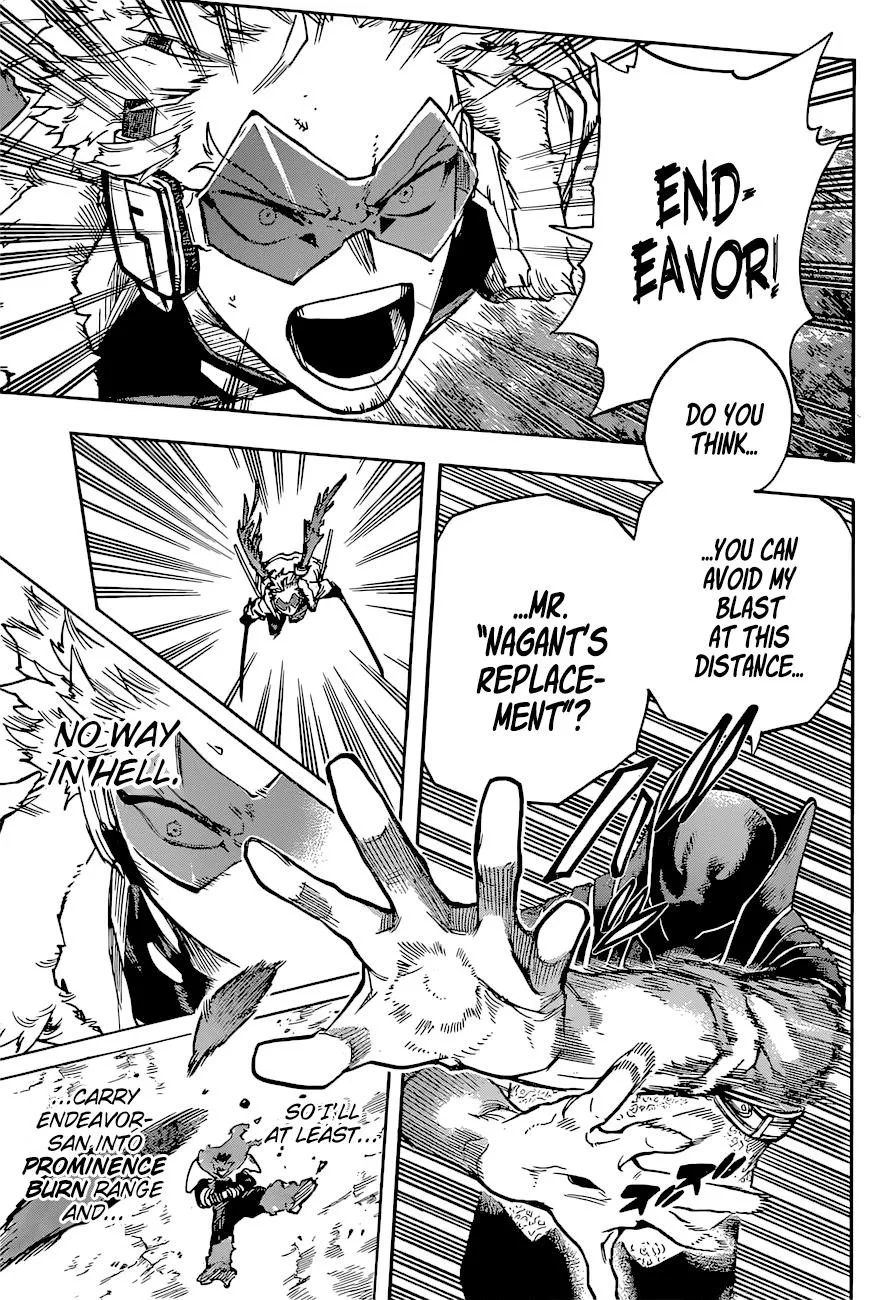 END-
EAVOR!
DO YOU
THINK...
...YOU CAN
AVOID MY
BLAST
AT THIS
DISTANCE...
...MR.
"NAGANT'S
REPLACE-
MENT"?
NO WAY
IN HELL.
SO I'LL
AT LEAST...
...CARRY
ENDEAVOR-
SAN INTO
PROMINENCE
BURN RANGE
AND...